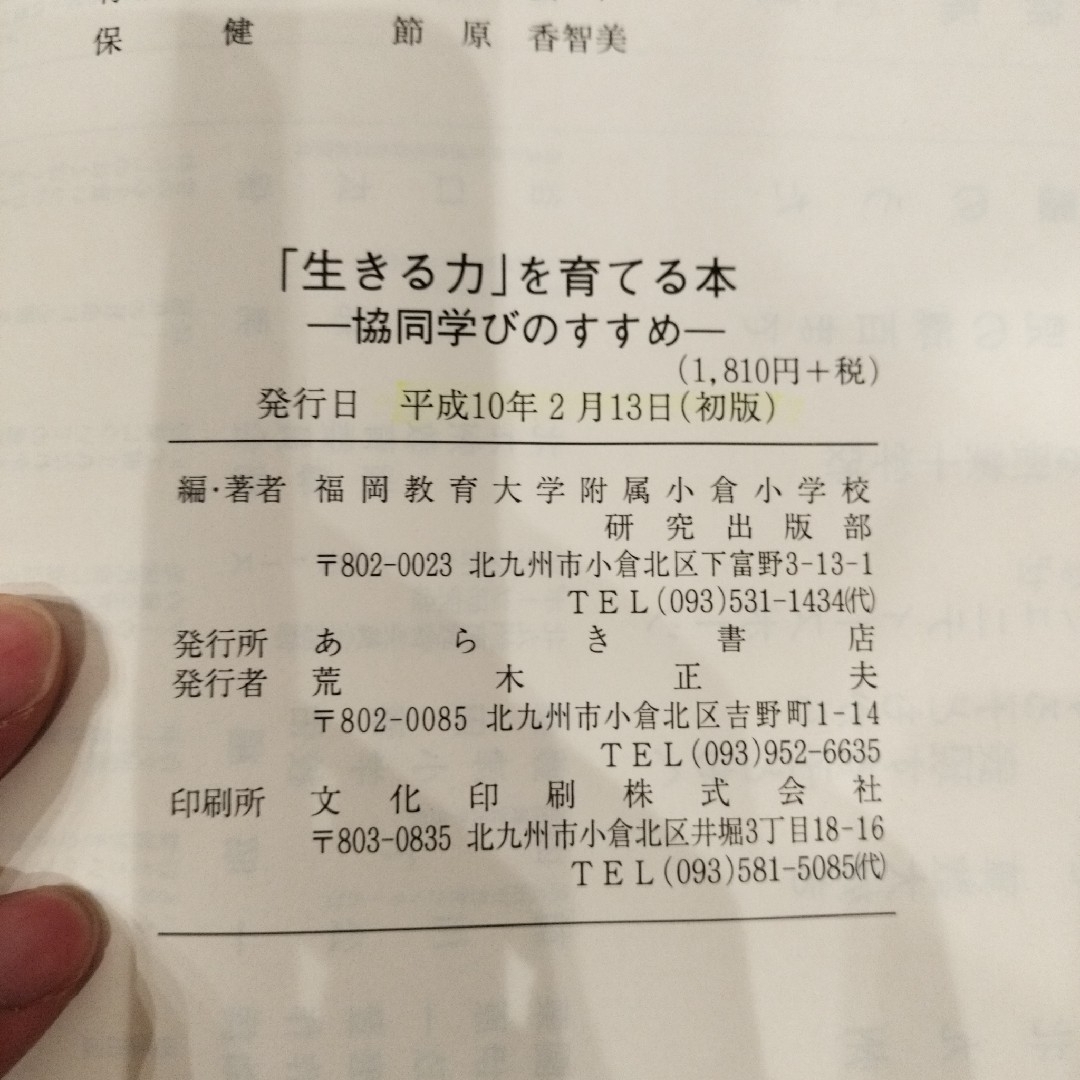 保 健 節 原 香智美
「生きる力」を育てる本
―協同学びのすすめ―
(1,810円+税)
発行日 平成10年2月13日(初版)
編・著者 福岡教育大学附属小倉小学校
研究出版部
〒802-0023 北九州市小倉北区下富野3-13-1
TEL(093)531-1434㈹
発行所 あらき書店
発行者 荒木正夫
〒802-0085 北九州市小倉北区吉野町1-14
TEL(093)952-6635
印刷所 文化印刷株式会社
〒803-0835 北九州市小倉北区井堀3丁目18-16
TEL(093)581-5085㈹